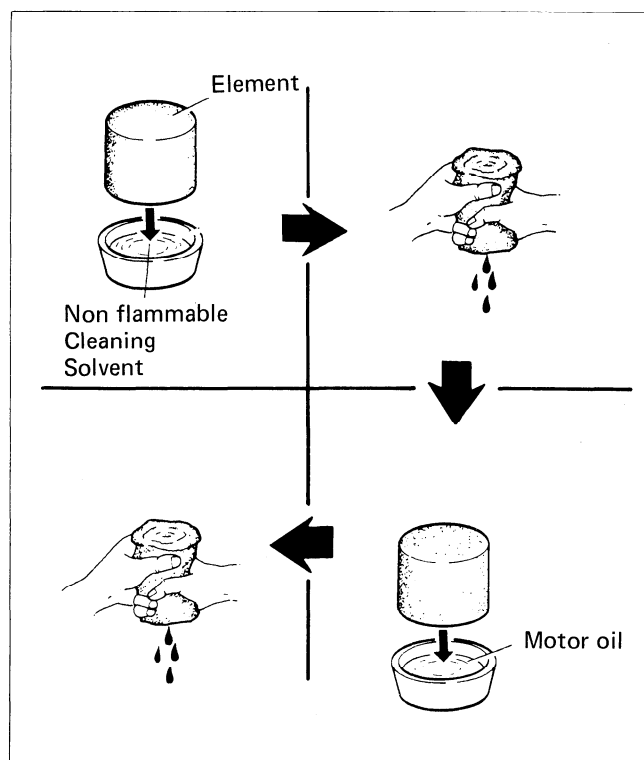 Element
Non flammable
Cleaning
Solvent
Motor oil